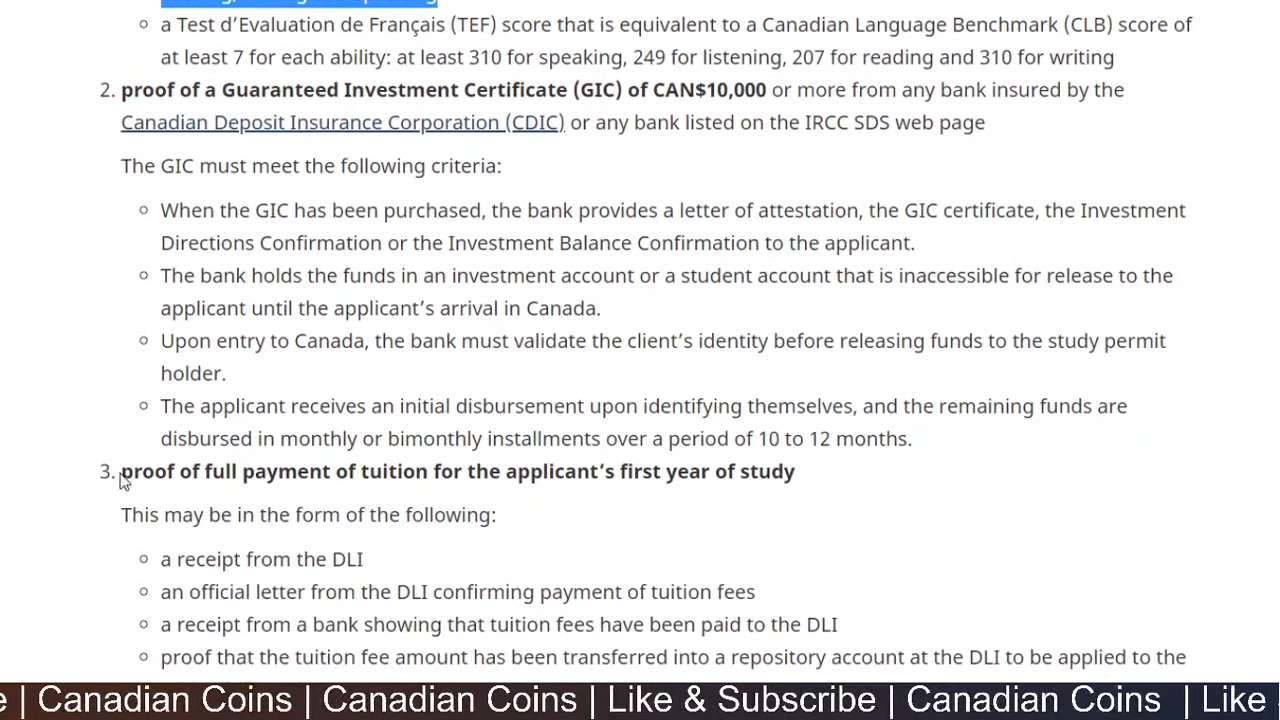 a Test d’Evaluation de Français (TEF) score that is equivalent to a Canadian Language Benchmark (CLB) score of
at least 7 for each ability: at least 310 for speaking, 249 for listening, 207 for reading and 310 for writing
2. proof of a Guaranteed Investment Certificate (GIC) of CAN$10,000 or more from any bank insured by the
Canadian Deposit Insurance Corporation (CDIC) or any bank listed on the IRCC SDS web page
The GIC must meet the following criteria:
When the GIC has been purchased, the bank provides a letter of attestation, the GIC certificate, the Investment
Directions Confirmation or the Investment Balance Confirmation to the applicant.
The bank holds the funds in an investment account or a student account that is inaccessible for release to the
applicant until the applicant’s arrival in Canada.
Upon entry to Canada, the bank must validate the client’s identity before releasing funds to the study permit
holder.
The applicant receives an initial disbursement upon identifying themselves, and the remaining funds are
disbursed in monthly or bimonthly installments over a period of 10 to 12 months.
3. proof of full payment of tuition for the applicant’s first year of study
This may be in the form of the following:
a receipt from the DLI
an official letter from the DLI confirming payment of tuition fees
a receipt from a bank showing that tuition fees have been paid to the DLI
proof that the tuition fee amount has been transferred into a repository account at the DLI to be applied to the
e | Canadian Coins | Canadian Coins | Like & Subscribe | Canadian Coins | Like